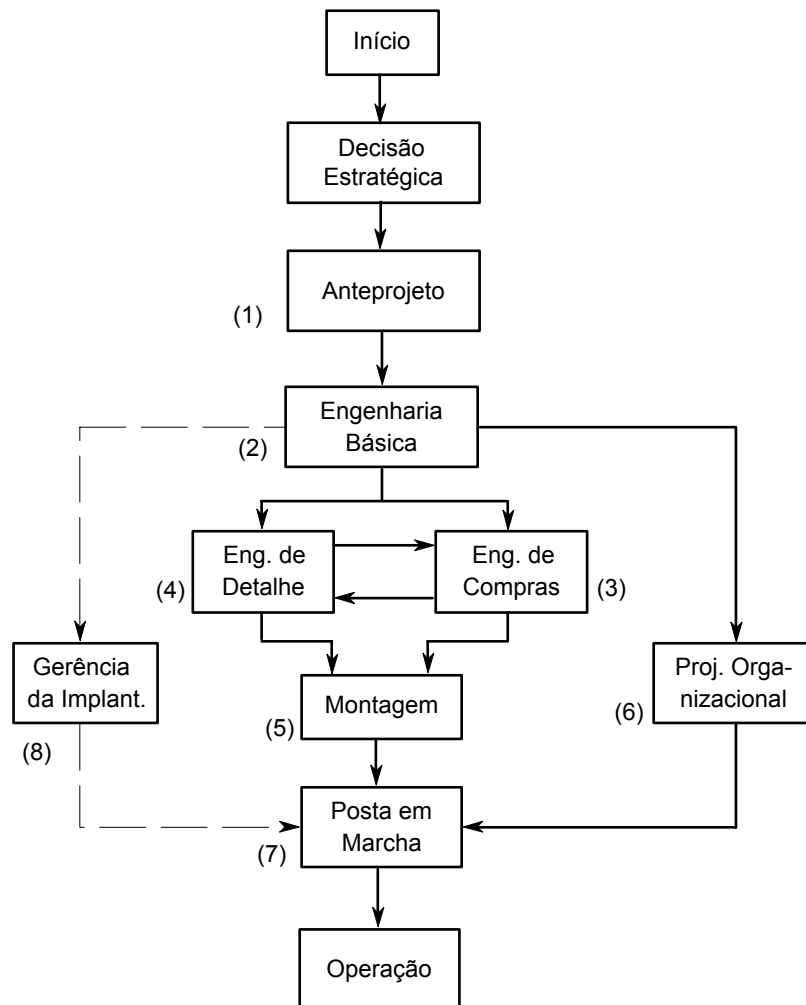 Início
Decisão
Estratégica
Anteprojeto
(1)
Engenharia
Básica
(2)
Eng. de
Detalhe
(4)
Eng. de
Compras
(3)
Gerência
da Implant.
(8)
Montagem
(5)
Proj. Orga-
nizacional
(6)
Posta em
Marcha
(7)
Operação